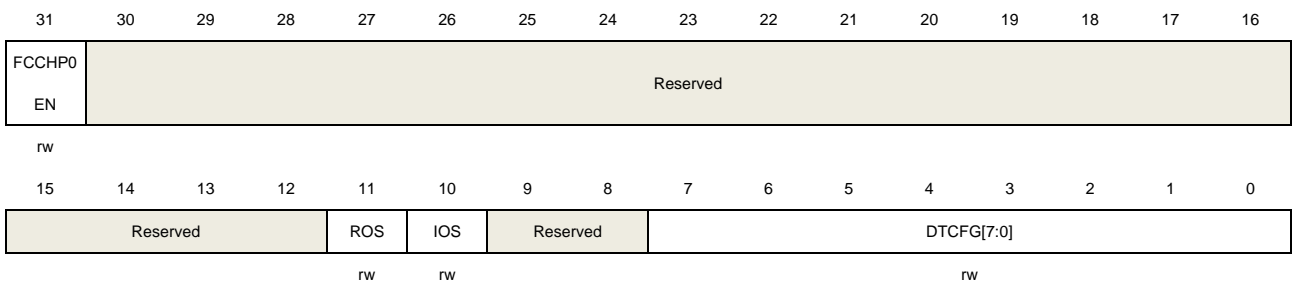 31 30 29 28 27 26 25 24 23 22 21 20 19 18 17 16
FCCHP0
EN
Reserved
rw
15 14 13 12 11 10 9 8 7 6 5 4 3 2 1 0
Reserved ROS IOS Reserved DTCFG[7:0]
rw rw rw